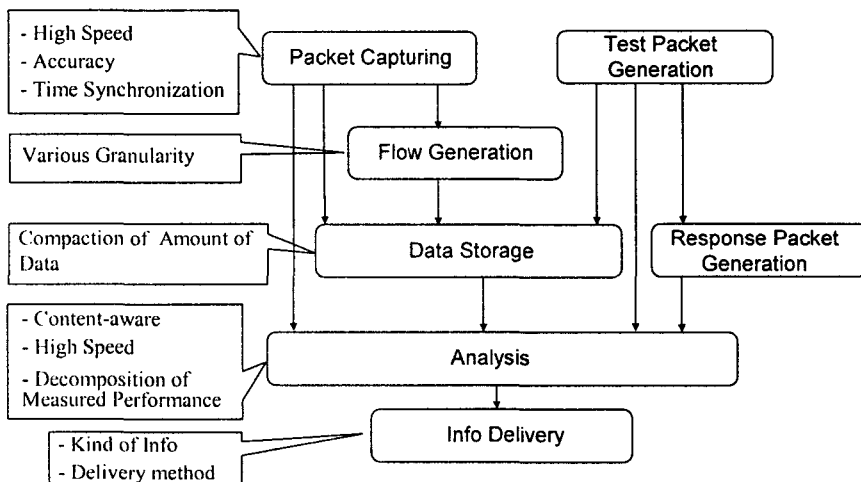 - High Speed
- Accuracy
- Time Synchronization
Packet Capturing
Test Packet
Generation
Various Granularity
Flow Generation
Compaction of Amount of
Data
Data Storage
Response Packet
Generation
- Content-aware
- High Speed
- Decomposition of
Measured Performance
Analysis
- Kind of Info
- Delivery method
Info Delivery